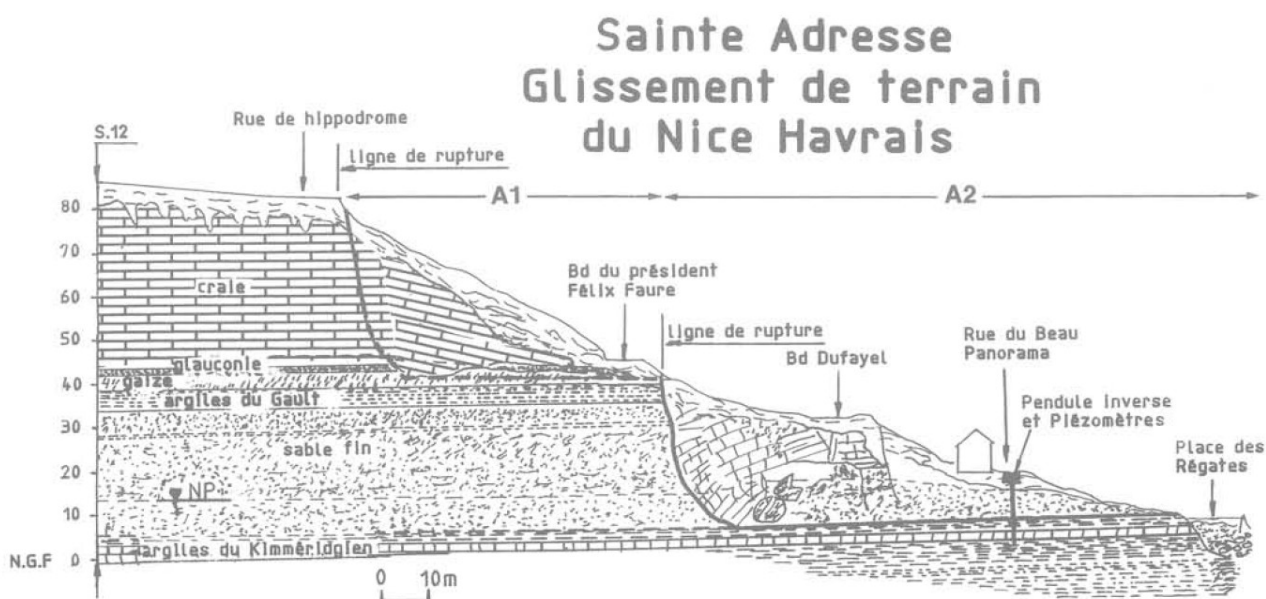 Sainte Adresse
Glissement de terrain
du Nice Havrais
S.12
Rue de hippodrome
ligne de rupture
A1
A2
80
70
60
50
40
30
20
10
0
N.G.F
craie
glauconie
gaize
argiles du Gault
sable fin
NP
argiles du Kimméridgien
Bd du président
Félix Faure
ligne de rupture
Bd Dufayel
Rue du Beau
Panorama
Pendule inverse
et Piézomètres
Place des
Régates
0 10m